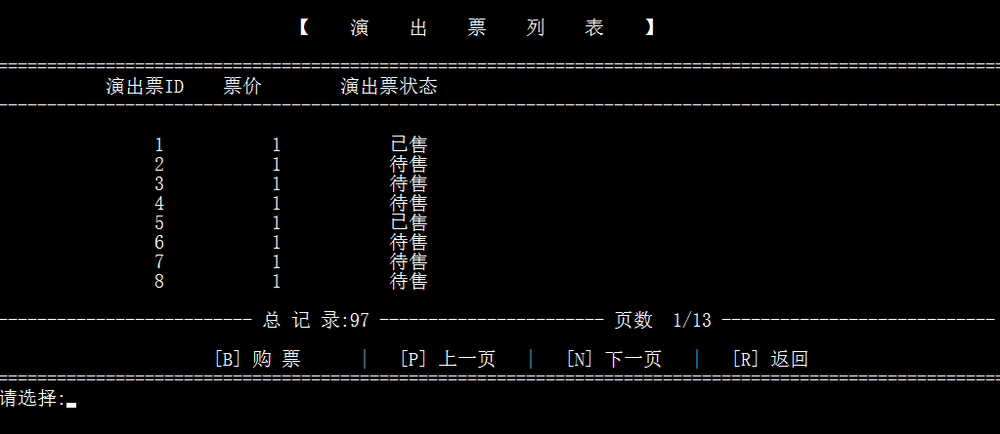 【 演 出 票 列 表 】
演出票ID 票价 演出票状态
1 1 已售
2 1 待售
3 1 待售
4 1 待售
5 1 已售
6 1 待售
7 1 待售
8 1 待售
总 记 录:97 页数 1/13
[B] 购 票 | [P] 上一页 | [N] 下一页 | [R] 返回
请选择: